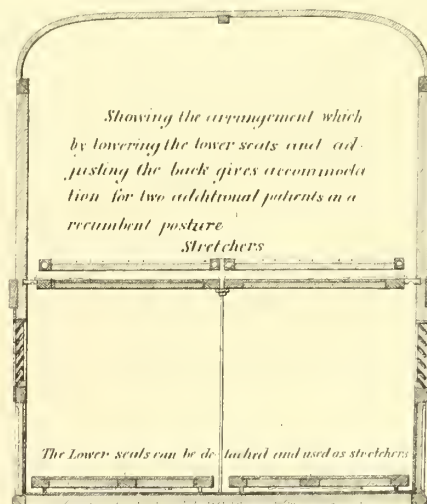 Showing the arrangement which
by lowering the lower seats and ad-
justing the back gives accommoda
tion for two additional patients in a
recumbent posture
Stretchers
The Lower seats can be detached and used as stretchers